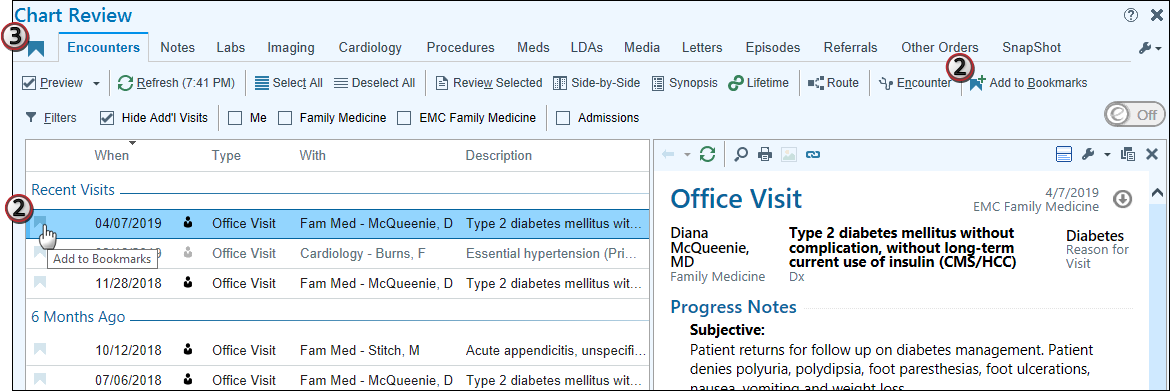 Chart Review
3
Encounters Notes Labs Imaging Cardiology Procedures Meds LDAs Media Letters Episodes Referrals Other Orders SnapShot
2
Preview Refresh (7:41 PM) Select All Deselect All Review Selected Side-by-Side Synopsis Lifetime Route Encounter Add to Bookmarks
Filters Hide Add'l Visits Me Family Medicine EMC Family Medicine Admissions
Off
When Type With Description
Recent Visits
2
04/07/2019 Office Visit Fam Med - McQueenie, D Type 2 diabetes mellitus wit...
Cardiology - Burns, F Essential hypertension (Pri...
Office Visit
Add to Bookmarks
11/28/2018 Office Visit Fam Med - McQueenie, D Type 2 diabetes mellitus wit...
6 Months Ago
10/12/2018 Office Visit Fam Med - Stitch, M Acute appendicitis, unspecifi...
07/06/2018 Office Visit Fam Med - McQueenie, D Type 2 diabetes mellitus wit...
Office Visit
4/7/2019
EMC Family Medicine
Diana
McQueenie,
MD
Family Medicine
Type 2 diabetes mellitus without
complication, without long-term
current use of insulin (CMS/HCC)
Dx
Diabetes
Reason for
Visit
Progress Notes
Subjective:
Patient returns for follow up on diabetes management. Patient
denies polyuria, polydipsia, foot paresthesias, foot ulcerations,
nausea, vomiting and weight loss.